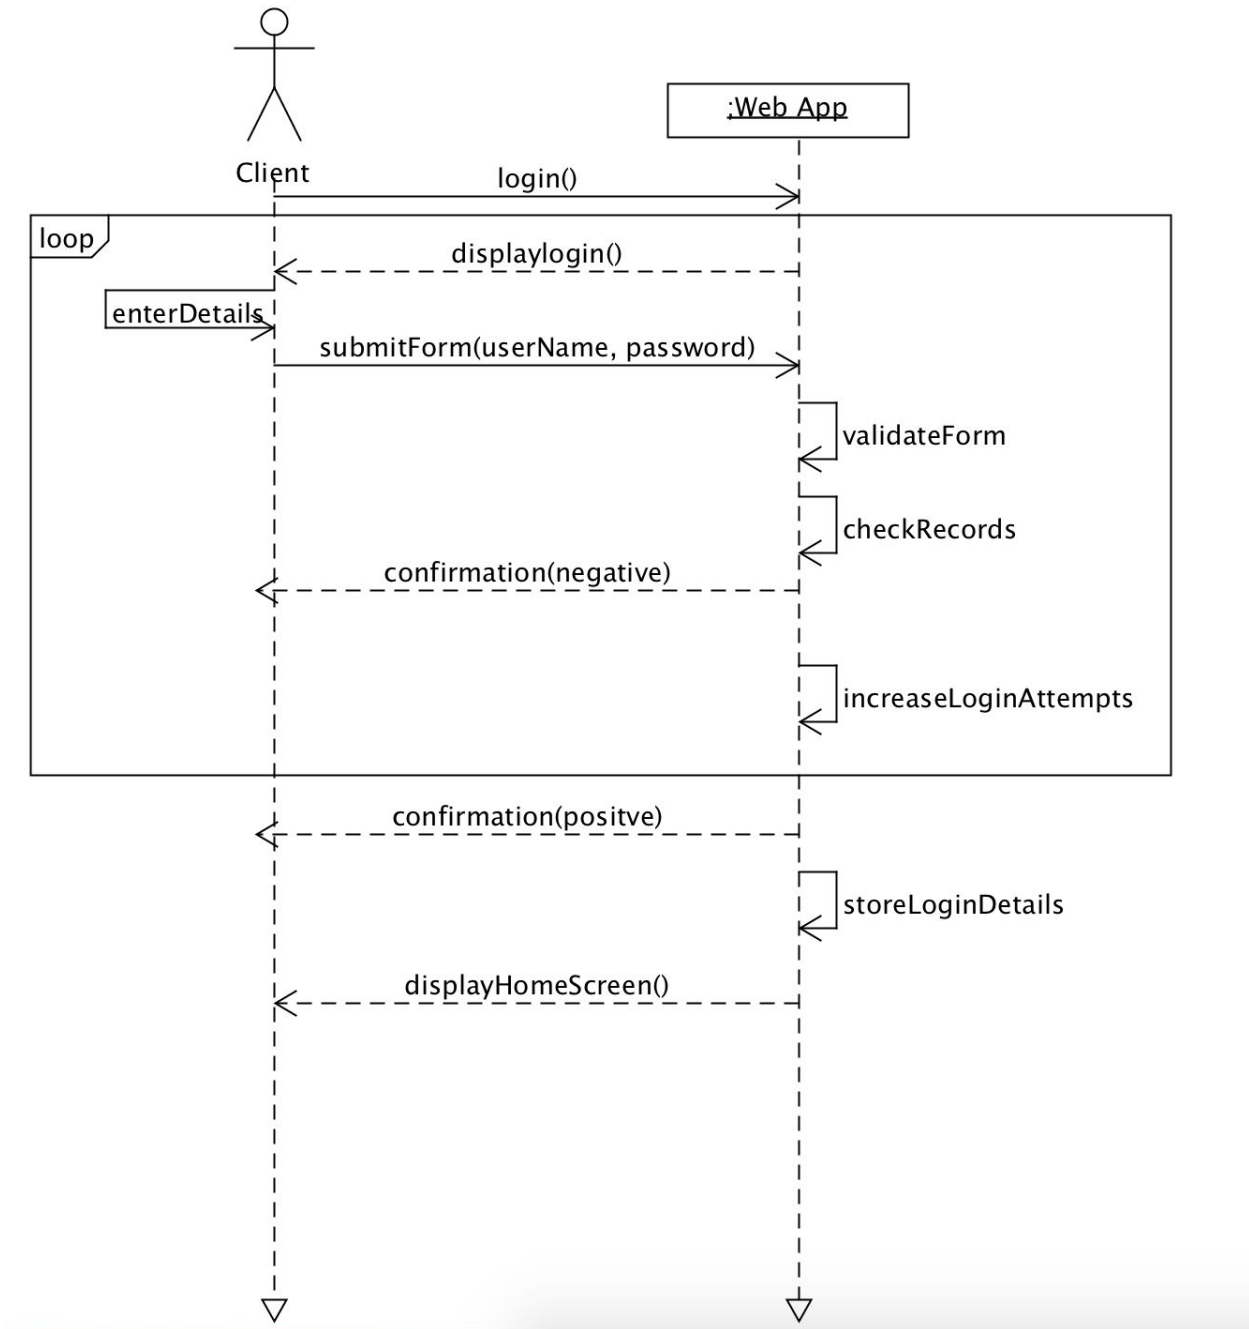 ;Web App
Client
login()
loop
displaylogin()
enterDetails
submitForm(userName, password)
validateForm
checkRecords
confirmation(negative)
increaseLoginAttempts
confirmation(positve)
storeLoginDetails
displayHomeScreen()